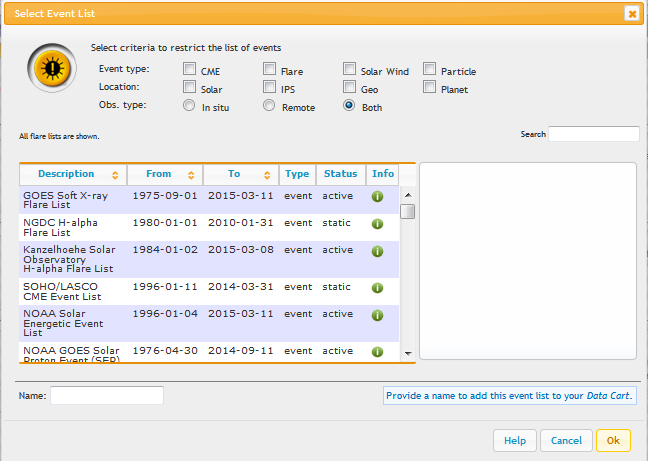 Select Event List
Select criteria to restrict the list of events
Event type: CME Flare Solar Wind Particle
Location: Solar IPS Geo Planet
Obs. type: In situ Remote Both
All flare lists are shown.
Search
Description From To Type Status Info
GOES Soft X-ray 1975-09-01 2015-03-11 event active
Flare List
NGDC H-alpha 1980-01-01 2010-01-31 event static
Flare List
Kanzelhoehe Solar 1984-01-02 2015-03-08 event active
Observatory
H-alpha Flare List
SOHO/LASCO 1996-01-11 2014-03-31 event static
CME Event List
NOAA Solar 1996-01-04 2015-03-11 event active
Energetic Event
List
NOAA GOES Solar 1976-04-30 2014-09-11 event active
Proton Event (SEP)
Name:
Provide a name to add this event list to your Data Cart.
Help Cancel Ok